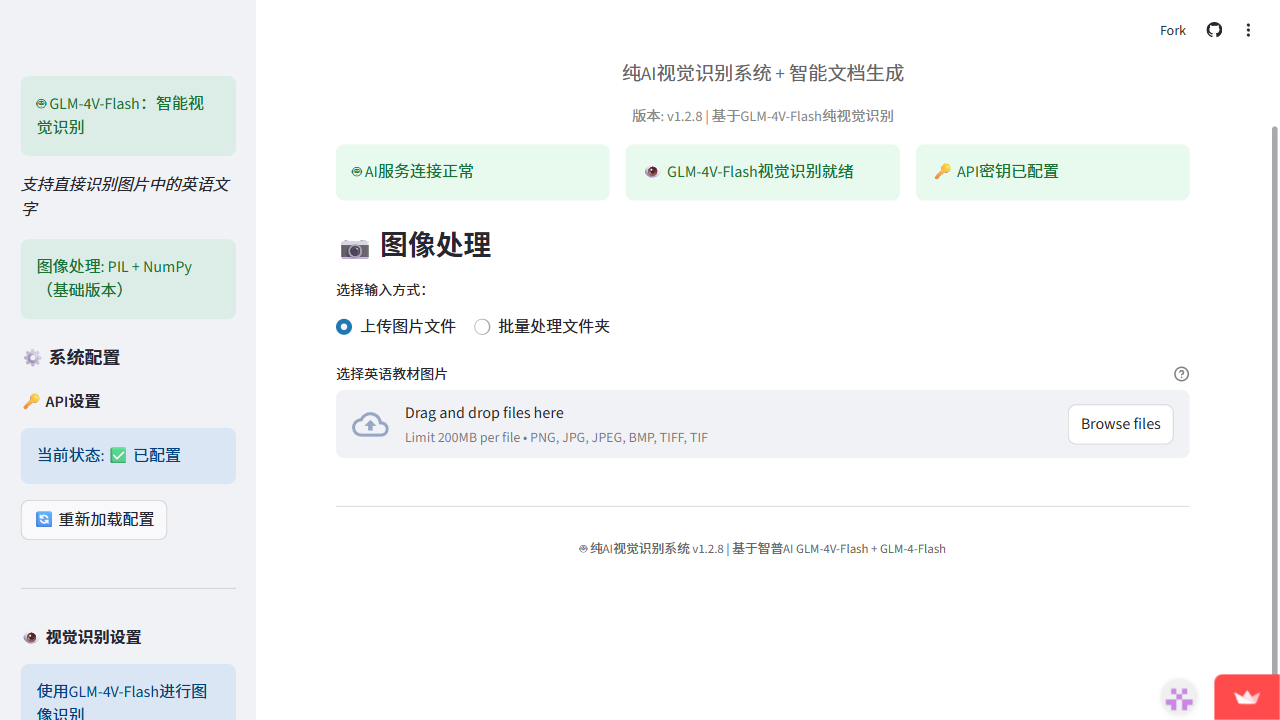 Fork
GLM-4V-Flash：智能视
觉识别
支持直接识别图片中的英语文
字
图像处理: PIL + NumPy
（基础版本）
系统配置
API设置
当前状态: ✅ 已配置
重新加载配置
视觉识别设置
使用GLM-4V-Flash进行图
像识别
纯AI视觉识别系统 + 智能文档生成
版本: v1.2.8 | 基于GLM-4V-Flash纯视觉识别
AI服务连接正常
GLM-4V-Flash视觉识别就绪
API密钥已配置
图像处理
选择输入方式：
上传图片文件
批量处理文件夹
选择英语教材图片
Drag and drop files here
Limit 200MB per file • PNG, JPG, JPEG, BMP, TIFF, TIF
Browse files
纯AI视觉识别系统 v1.2.8 | 基于智普AI GLM-4V-Flash + GLM-4-Flash